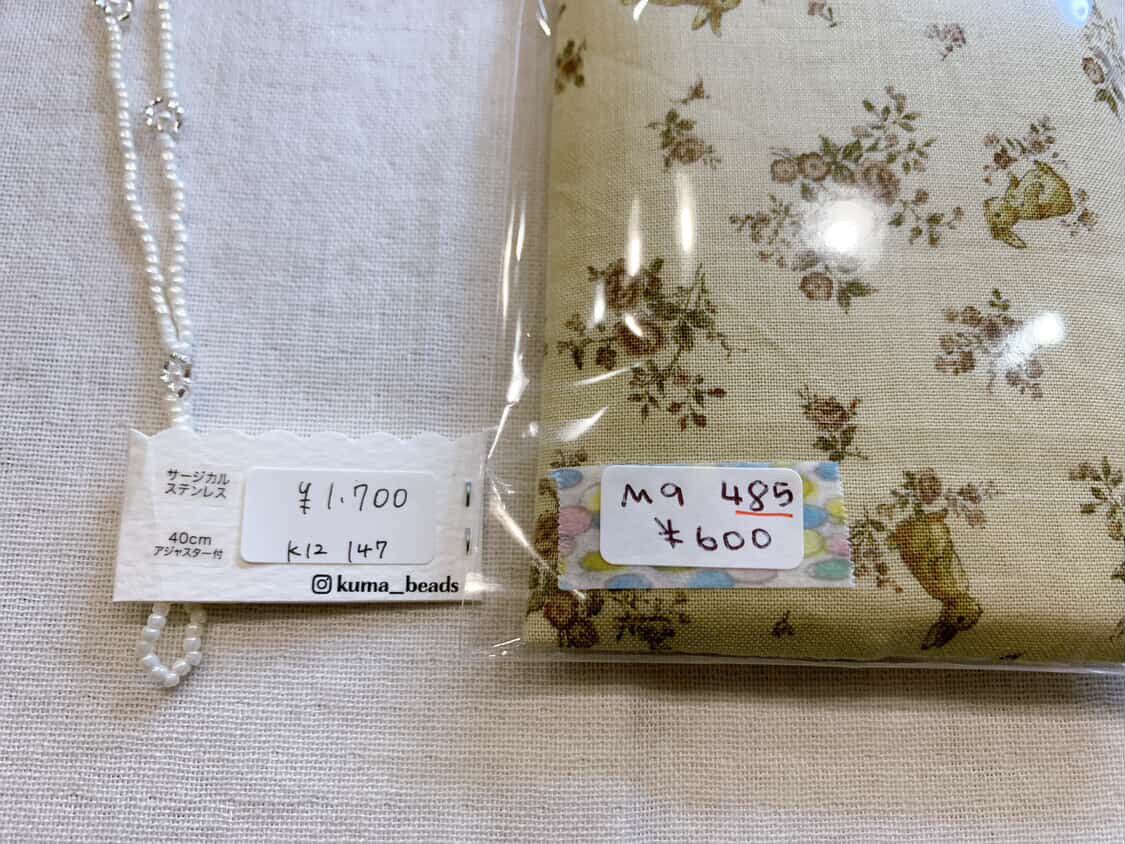 サージカル
ステンレス
40cm
アジャスター付
¥1.700
K12 147
kuma_beads
M9 485
¥600